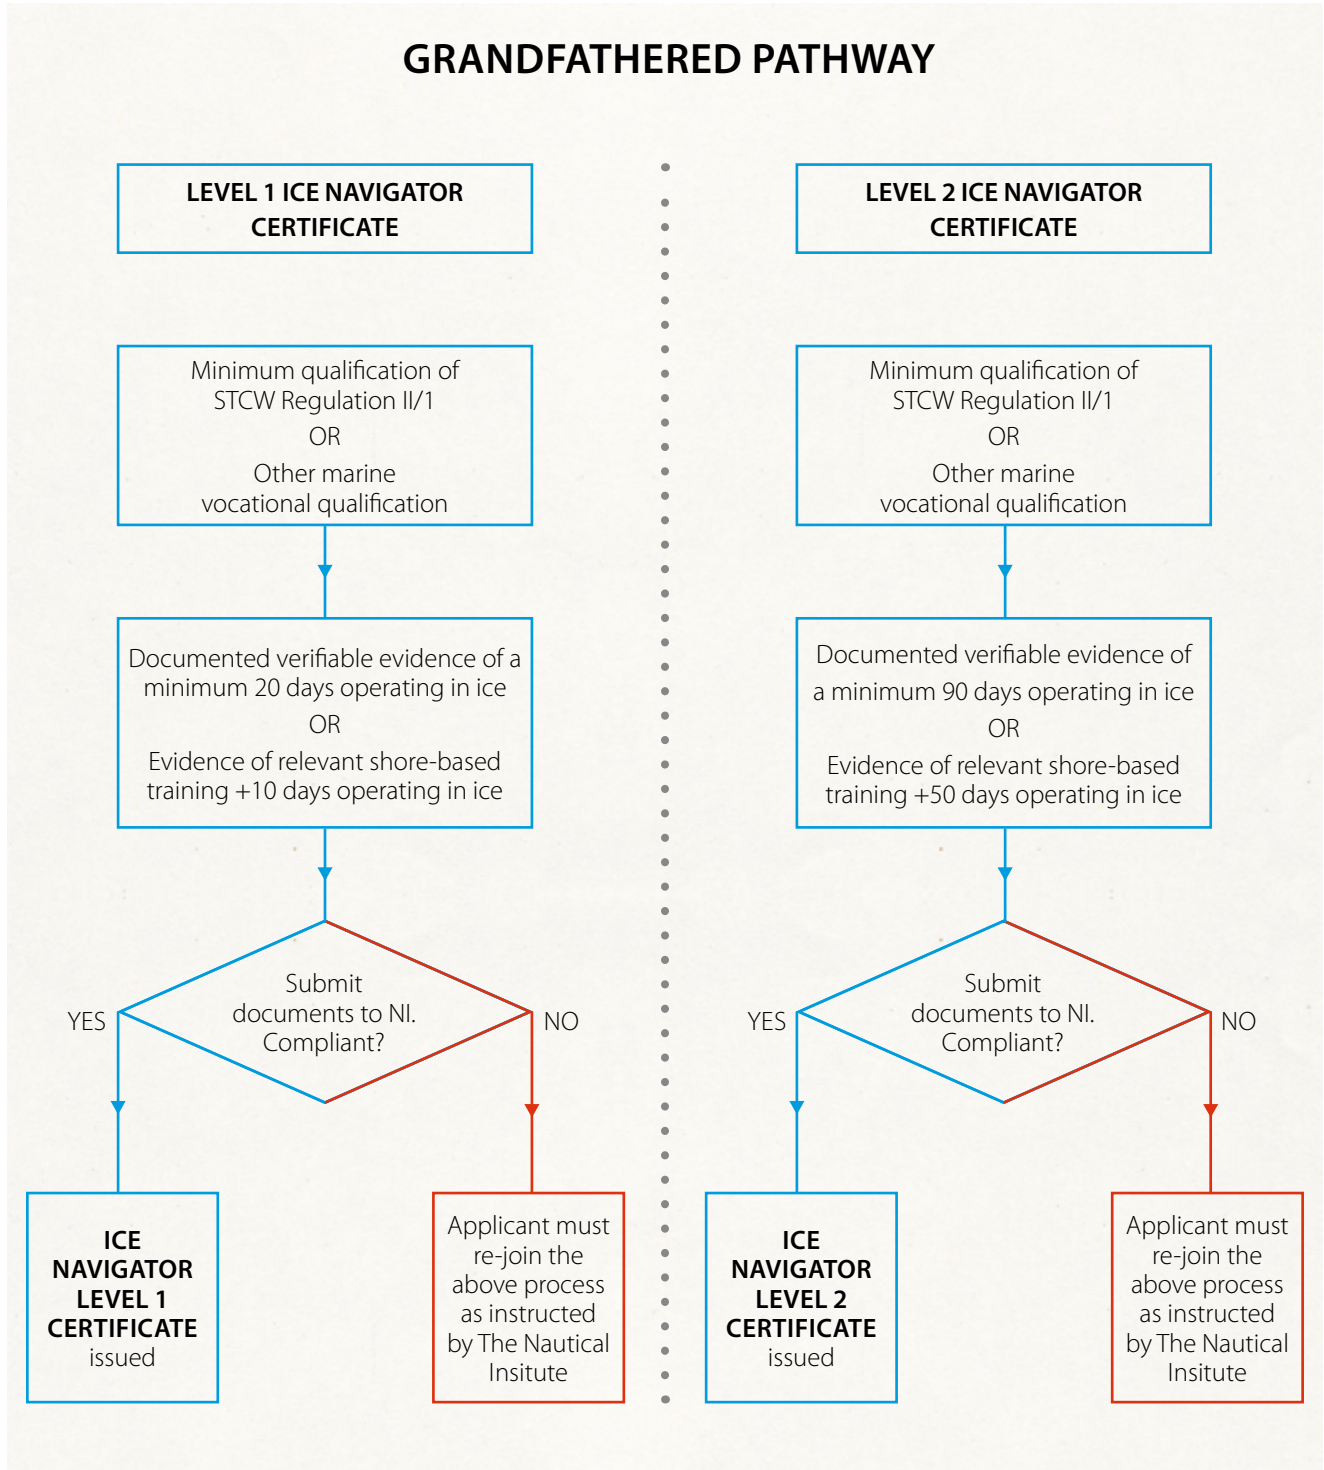 GRANDFATHERED PATHWAY
LEVEL 1 ICE NAVIGATOR
CERTIFICATE
Minimum qualification of
STCW Regulation II/1
OR
Other marine
vocational qualification
Documented verifiable evidence of a
minimum 20 days operating in ice
OR
Evidence of relevant shore-based
training +10 days operating in ice
Submit
documents to NI.
Compliant?
YES
NO
ICE
NAVIGATOR
LEVEL 1
CERTIFICATE
issued
Applicant must
re-join the
above process
as instructed
by The Nautical
Insitute
LEVEL 2 ICE NAVIGATOR
CERTIFICATE
Minimum qualification of
STCW Regulation II/1
OR
Other marine
vocational qualification
Documented verifiable evidence of
a minimum 90 days operating in ice
OR
Evidence of relevant shore-based
training +50 days operating in ice
Submit
documents to NI.
Compliant?
YES
NO
ICE
NAVIGATOR
LEVEL 2
CERTIFICATE
issued
Applicant must
re-join the
above process
as instructed
by The Nautical
Insitute